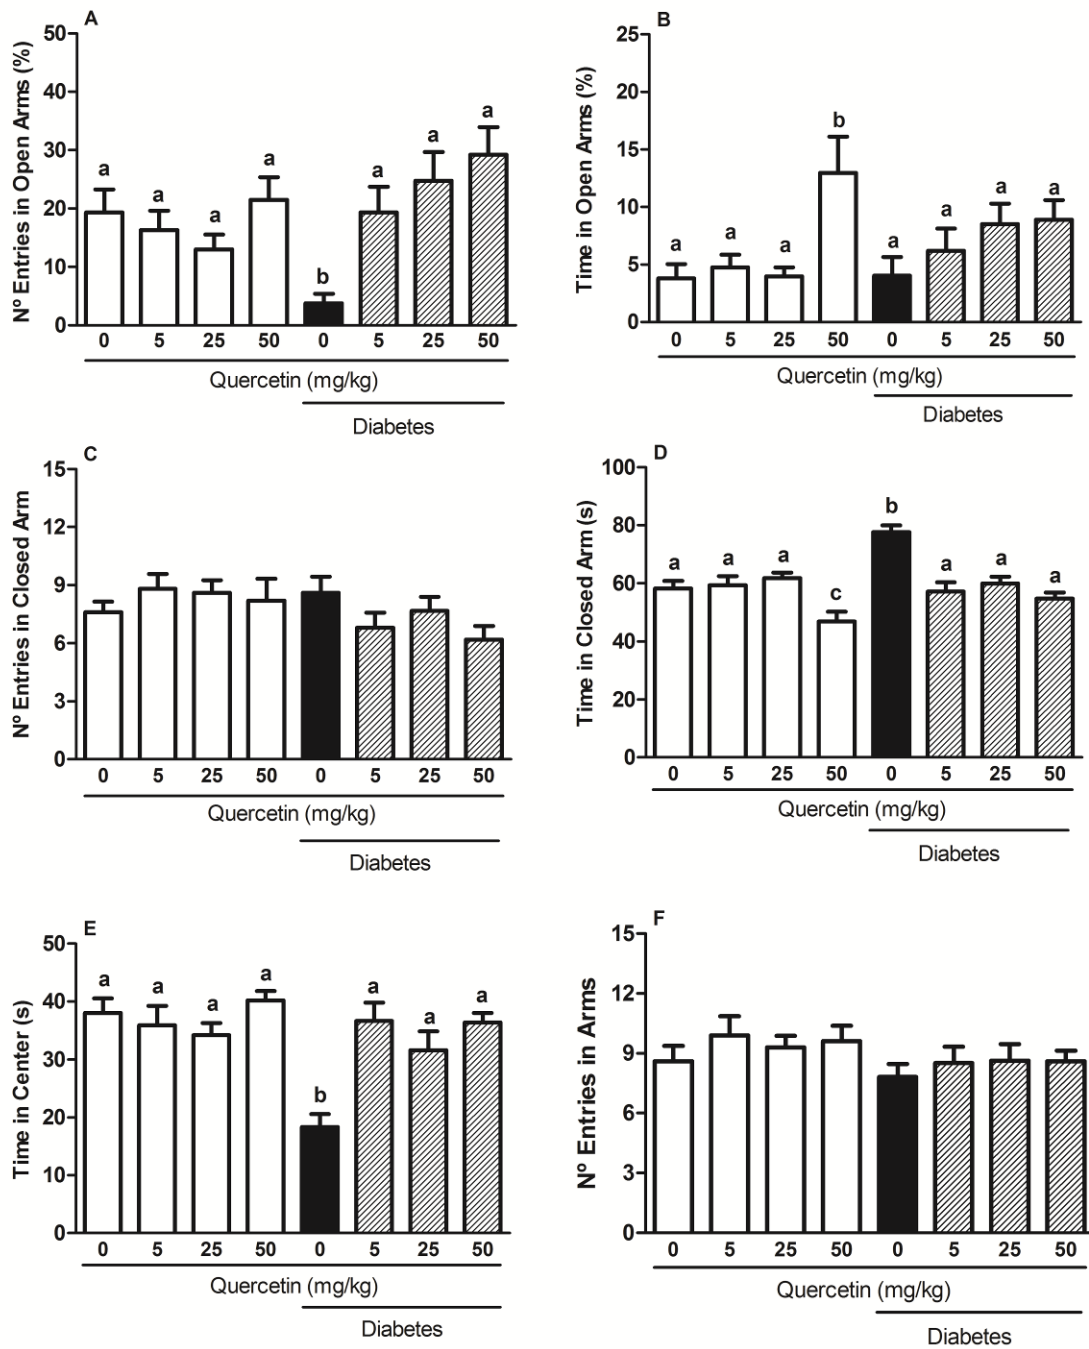 A
Nº Entries in Open Arms (%)
50
40
30
20
10
0
a
a
a
a
b
a
a
a
0 5 25 50 0 5 25 50
Quercetin (mg/kg)
Diabetes
B
Time in Open Arms (%)
25
20
15
10
5
0
a
a
a
b
a
a
a
a
0 5 25 50 0 5 25 50
Quercetin (mg/kg)
Diabetes
C
Nº Entries in Closed Arm
15
12
9
6
3
0
0 5 25 50 0 5 25 50
Quercetin (mg/kg)
Diabetes
D
Time in Closed Arm (s)
100
80
60
40
20
0
a
a
a
c
b
a
a
a
0 5 25 50 0 5 25 50
Quercetin (mg/kg)
Diabetes
E
Time in Center (s)
50
40
30
20
10
0
a
a
a
a
b
a
a
a
0 5 25 50 0 5 25 50
Quercetin (mg/kg)
Diabetes
F
Nº Entries in Arms
15
12
9
6
3
0
0 5 25 50 0 5 25 50
Quercetin (mg/kg)
Diabetes